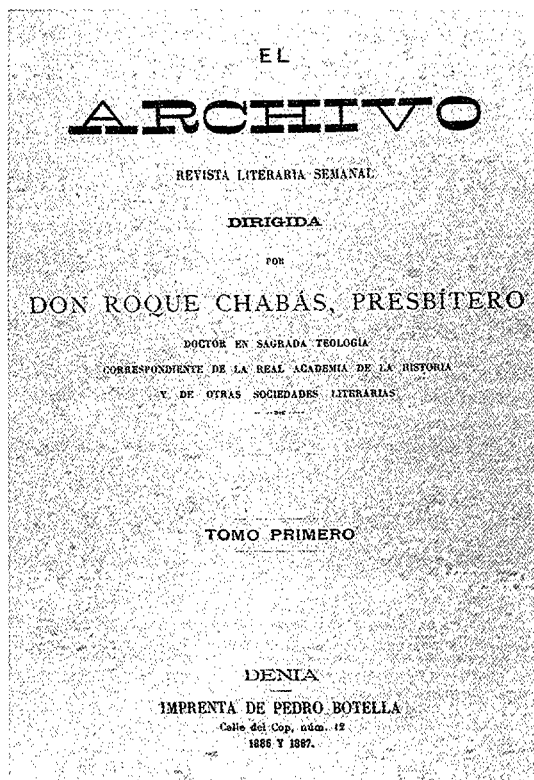 EL
ARCHIVO
REVISTA LITERARIA SEMANAL
DIRIGIDA
POR
DON ROQUE CHABÁS, PRESBÍTERO
DOCTOR EN SAGRADA TEOLOGÍA
CORRESPONDIENTE DE LA REAL ACADEMIA DE LA HISTORIA
Y DE OTRAS SOCIEDADES LITERARIAS
TOMO PRIMERO
DENIA
IMPRENTA DE PEDRO BOTELLA
Calle del Cop, núm. 12
1886 Y 1887.